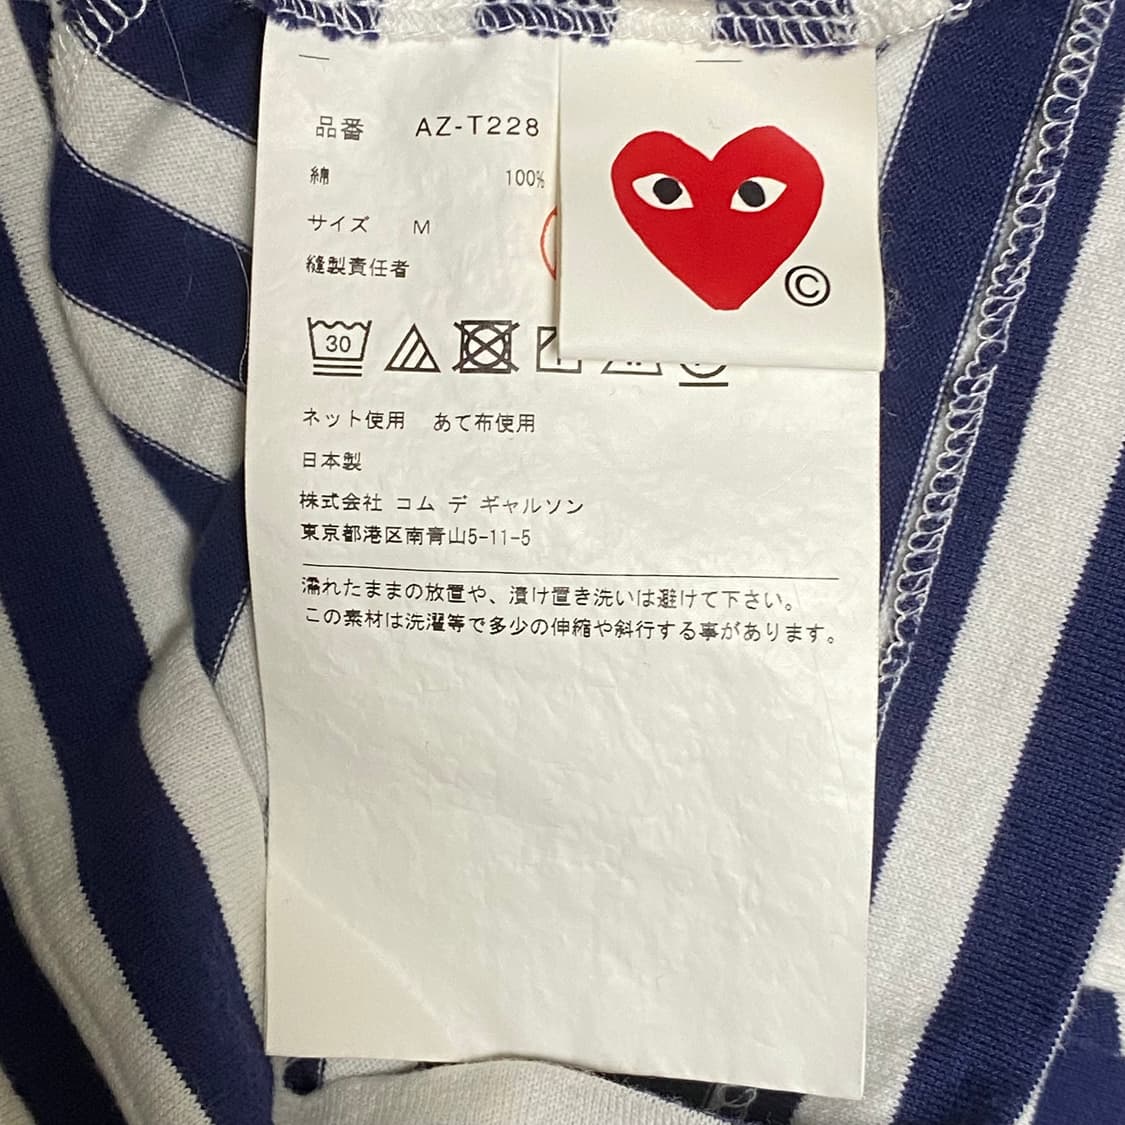 品番 AZ-T228
綿 100%
サイズ M
縫製責任者
©
30
ネット使用 あて布使用
日本製
株式会社 コム デ ギャルソン
東京都港区南青山5-11-5
濡れたままの放置や、漬け置き洗いは避けて下さい。
この素材は洗濯等で多少の伸縮や斜行する事があります。